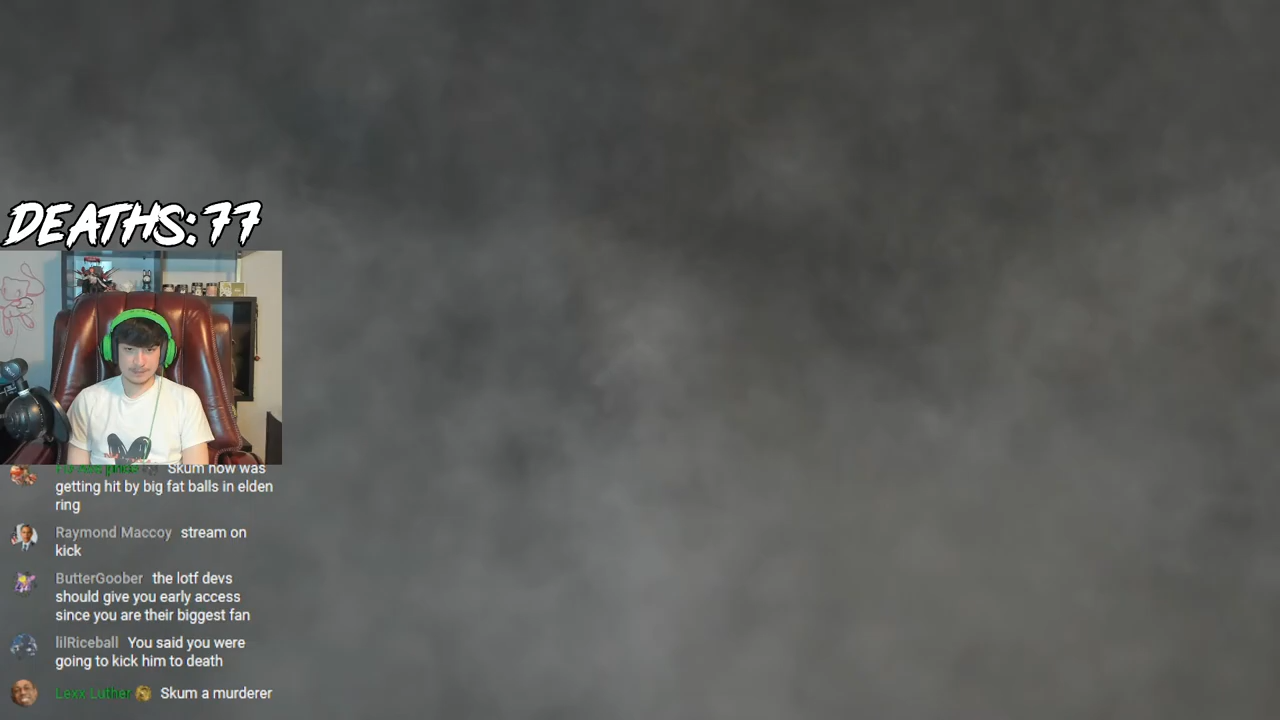 DEATHS:77
Skum how was
getting hit by big fat balls in elden
ring
Raymond Maccoy stream on
kick
ButterGoober the lotf devs
should give you early access
since you are their biggest fan
lilRiceball You said you were
going to kick him to death
Lexx Luther Skum a murderer